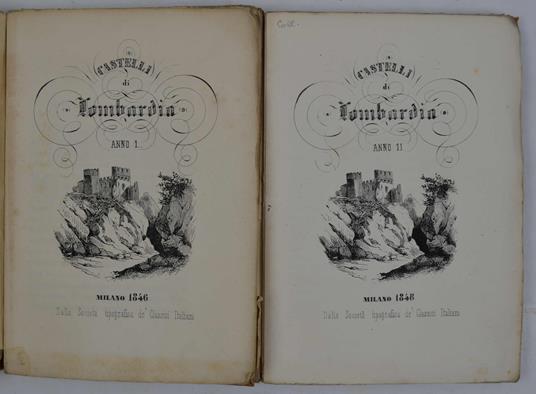 CASTELLI
di
Lombardia
ANNO I.
MILANO 1846
Dalla Società tipografica de' Classici Italiani
CASTELLI
di
Lombardia
ANNO II
MILANO 1848
Dalla Società tipografica de' Classici Italiani